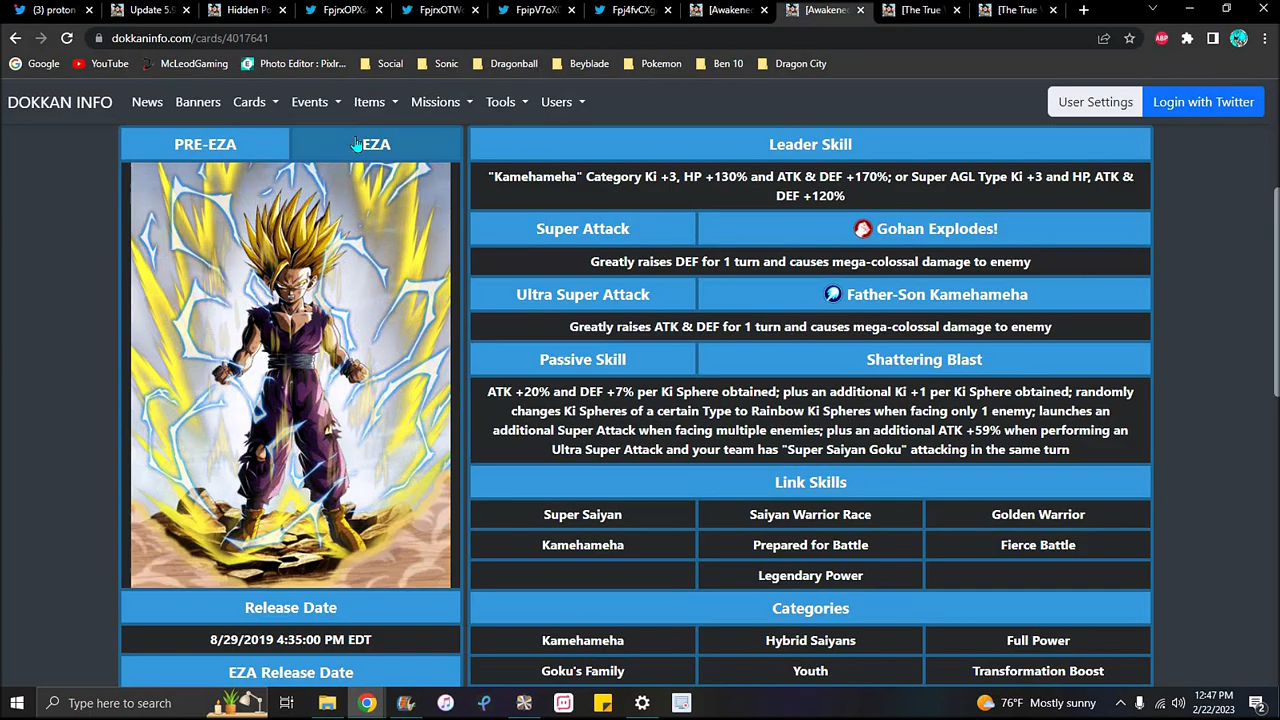 (3) proton
Update 5.9
Hidden Po
FpjrxOPXs
FpjrxOTW
FpipV7oX
Fpj4fvCXg
[Awakene
[Awakene
[The True
[The True
dokkaninfo.com/cards/4017641
ABP
Google
YouTube
McLeodGaming
Photo Editor : Pixlr...
Social
Sonic
Dragonball
Beyblade
Pokemon
Ben 10
Dragon City
DOKKAN INFO
News
Banners
Cards
Events
Items
Missions
Tools
Users
User Settings
Login with Twitter
PRE-EZA
EZA
Leader Skill
"Kamehameha" Category Ki +3, HP +130% and ATK & DEF +170%; or Super AGL Type Ki +3 and HP, ATK &
DEF +120%
Super Attack
Gohan Explodes!
Greatly raises DEF for 1 turn and causes mega-colossal damage to enemy
Ultra Super Attack
Father-Son Kamehameha
Greatly raises ATK & DEF for 1 turn and causes mega-colossal damage to enemy
Passive Skill
Shattering Blast
ATK +20% and DEF +7% per Ki Sphere obtained; plus an additional Ki +1 per Ki Sphere obtained; randomly
changes Ki Spheres of a certain Type to Rainbow Ki Spheres when facing only 1 enemy; launches an
additional Super Attack when facing multiple enemies; plus an additional ATK +59% when performing an
Ultra Super Attack and your team has "Super Saiyan Goku" attacking in the same turn
Link Skills
Super Saiyan
Saiyan Warrior Race
Golden Warrior
Kamehameha
Prepared for Battle
Fierce Battle
Legendary Power
Release Date
8/29/2019 4:35:00 PM EDT
EZA Release Date
Categories
Kamehameha
Hybrid Saiyans
Full Power
Goku's Family
Youth
Transformation Boost
Type here to search
76°F Mostly sunny
12:47 PM
2/22/2023
2